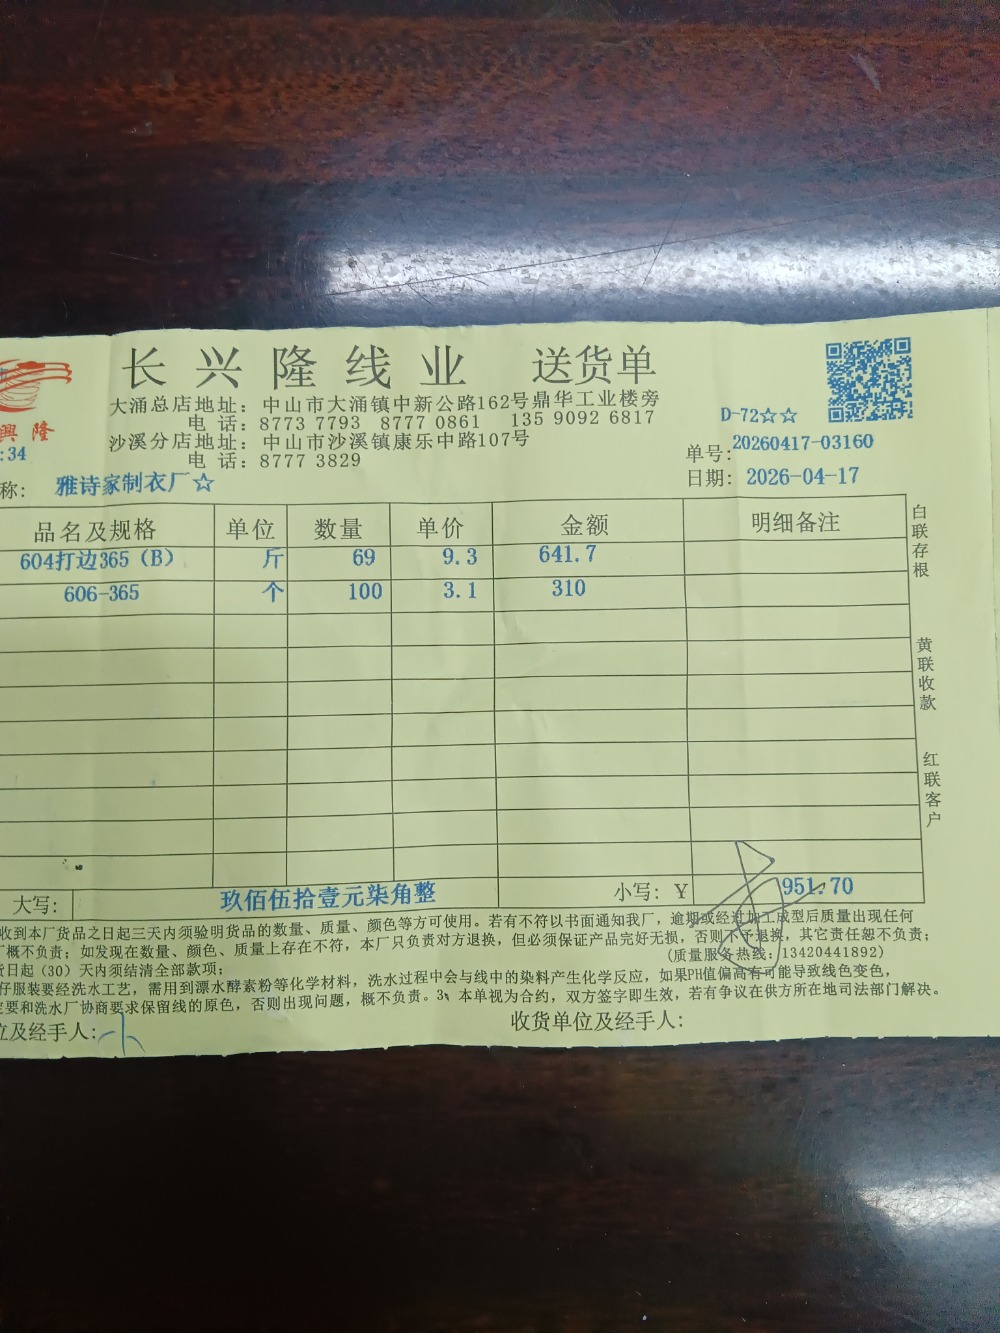 长兴隆线业 送货单
大涌总店地址：中山市大涌镇中新公路162号鼎华工业楼旁
电 话：8773 7793 8777 0861 135 9092 6817
沙溪分店地址：中山市沙溪镇康乐中路107号
电 话：8777 3829
興隆
:34
D-72☆☆
单号：20260417-03160
日期：2026-04-17
称：雅诗家制衣厂☆
品名及规格 单位 数量 单价 金额 明细备注
604打边365（B） 斤 69 9.3 641.7
606-365 个 100 3.1 310
白联存根
黄联收款
红联客户
大写：玖佰伍拾壹元柒角整 小写：Y 951.70
收到本厂货品之日起三天内须验明货品的数量、质量、颜色等方可使用。若有不符以书面通知我厂，逾期或经过加工成型后质量出现任何
概不负责；如发现在数量、颜色、质量上存在不符，本厂只负责对方退换，但必须保证产品完好无损，否则不予退换，其它责任恕不负责；
日起（30）天内须结清全部款项； (质量服务热线：13420441892)
仔服装要经洗水工艺，需用到漂水酵素粉等化学材料，洗水过程中会与线中的染料产生化学反应，如果PH值偏高有可能导致线色变色，
要和洗水厂协商要求保留线的原色，否则出现问题，概不负责。3、本单视为合约，双方签字即生效，若有争议在供方所在地司法部门解决。
位及经手人： 收货单位及经手人：